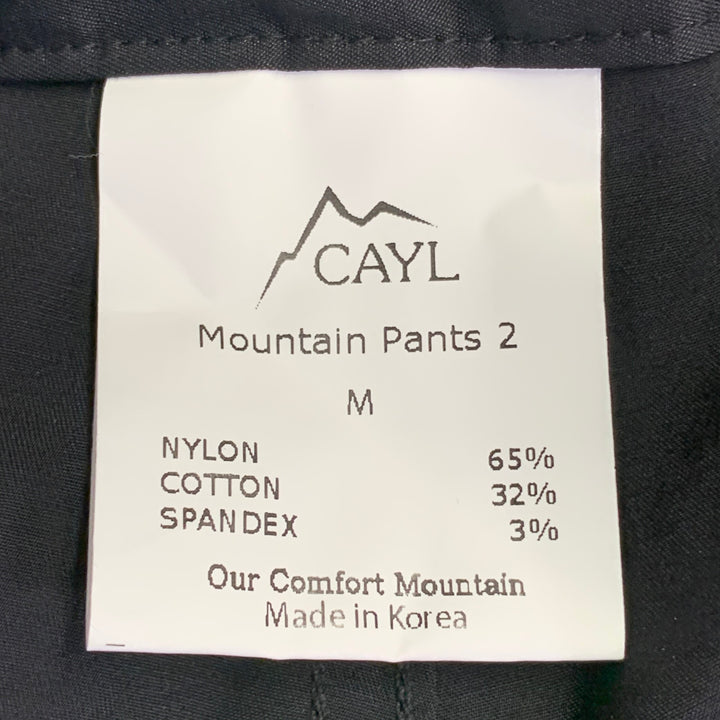 CAYL
Mountain Pants 2
M
NYLON 65%
COTTON 32%
SPANDEX 3%
Our Comfort Mountain
Made in Korea